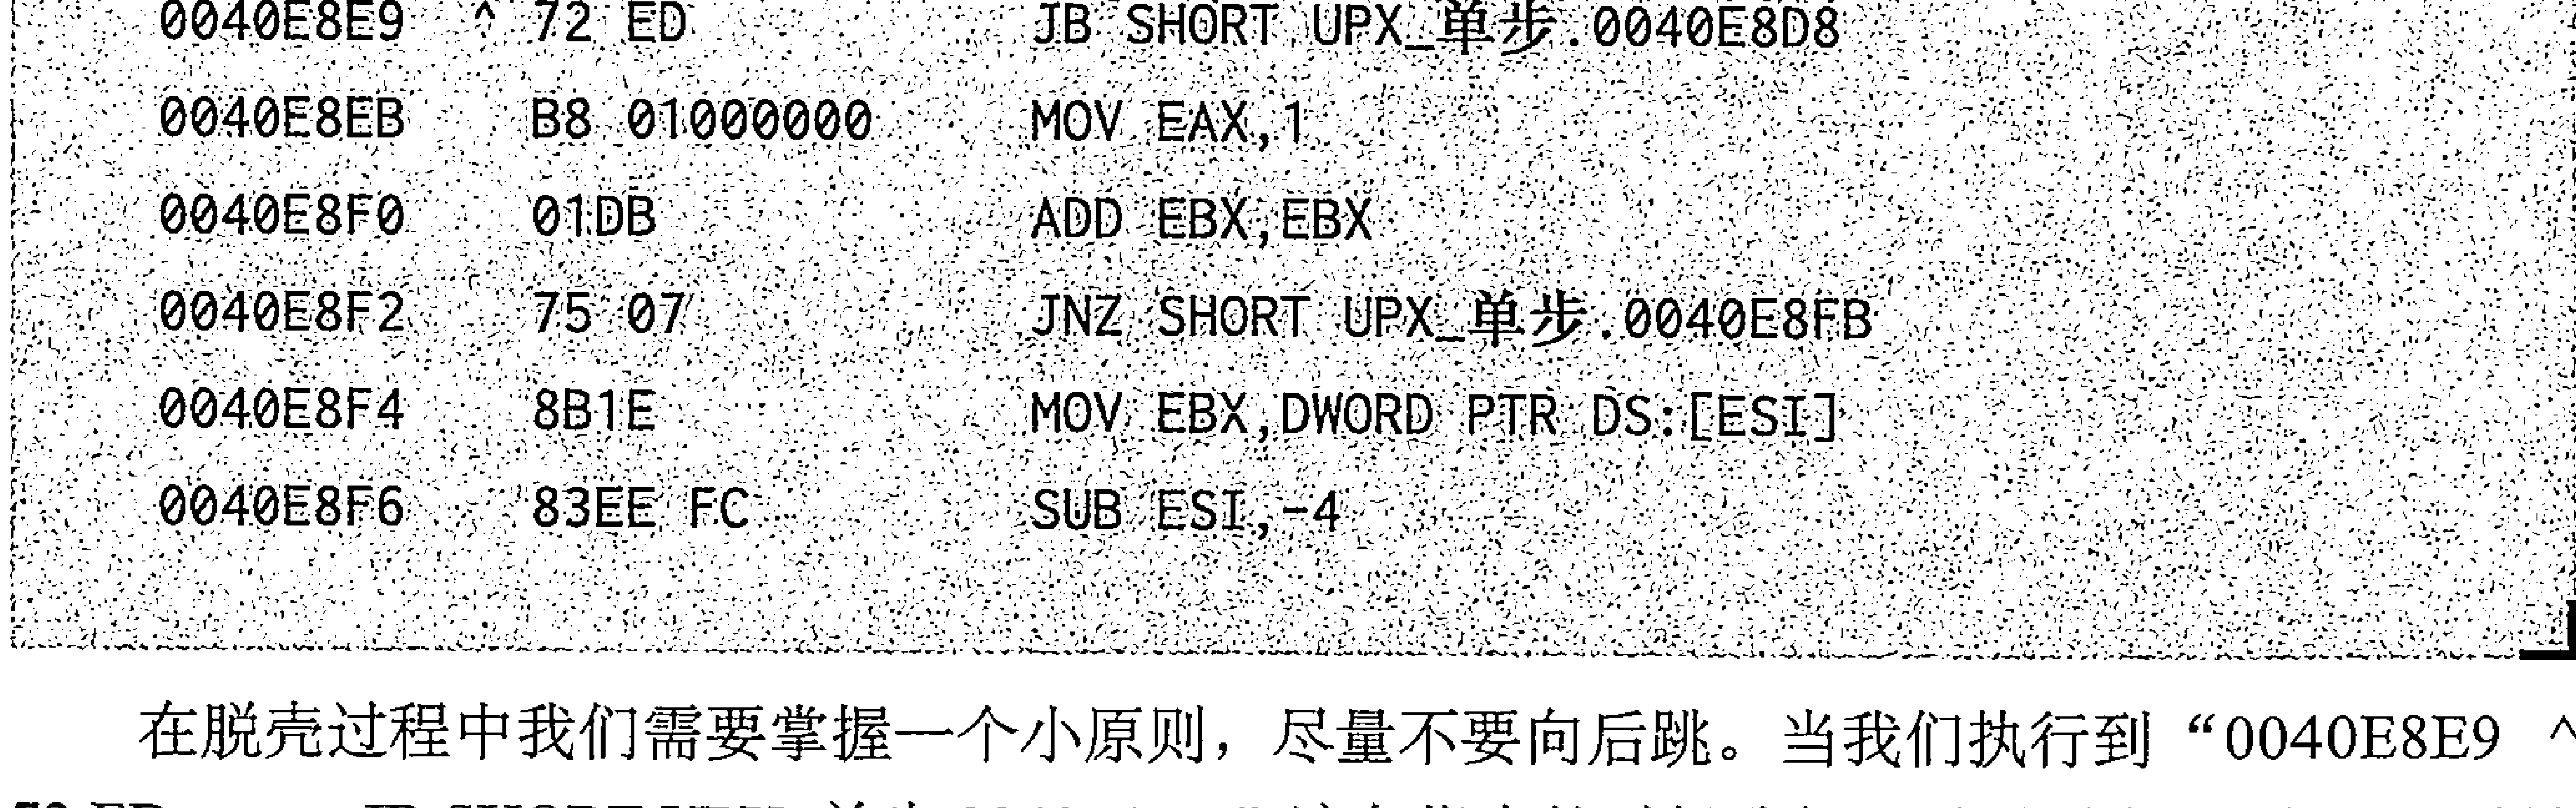 0040E8E9 ^ 72 ED JB SHORT UPX_单步.0040E8D8
0040E8EB B8 01000000 MOV EAX,1
0040E8F0 01DB ADD EBX,EBX
0040E8F2 75 07 JNZ SHORT UPX_单步.0040E8FB
0040E8F4 8B1E MOV EBX,DWORD PTR DS:[ESI]
0040E8F6 83EE FC SUB ESI,-4
在脱壳过程中我们需要掌握一个小原则，尽量不要向后跳。当我们执行到“0040E8E9 ^